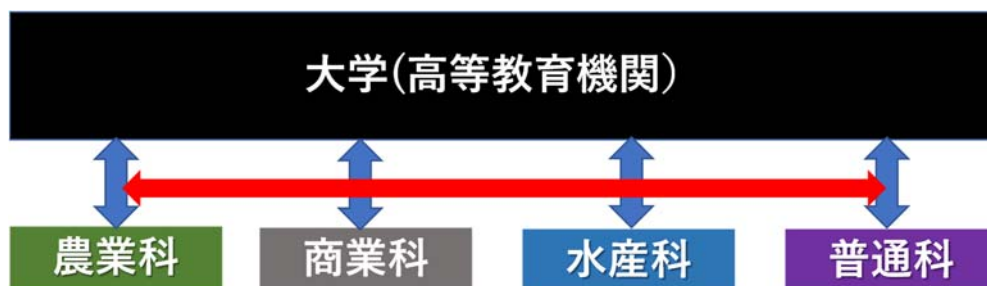 大学(高等教育機関)
農業科
商業科
水産科
普通科